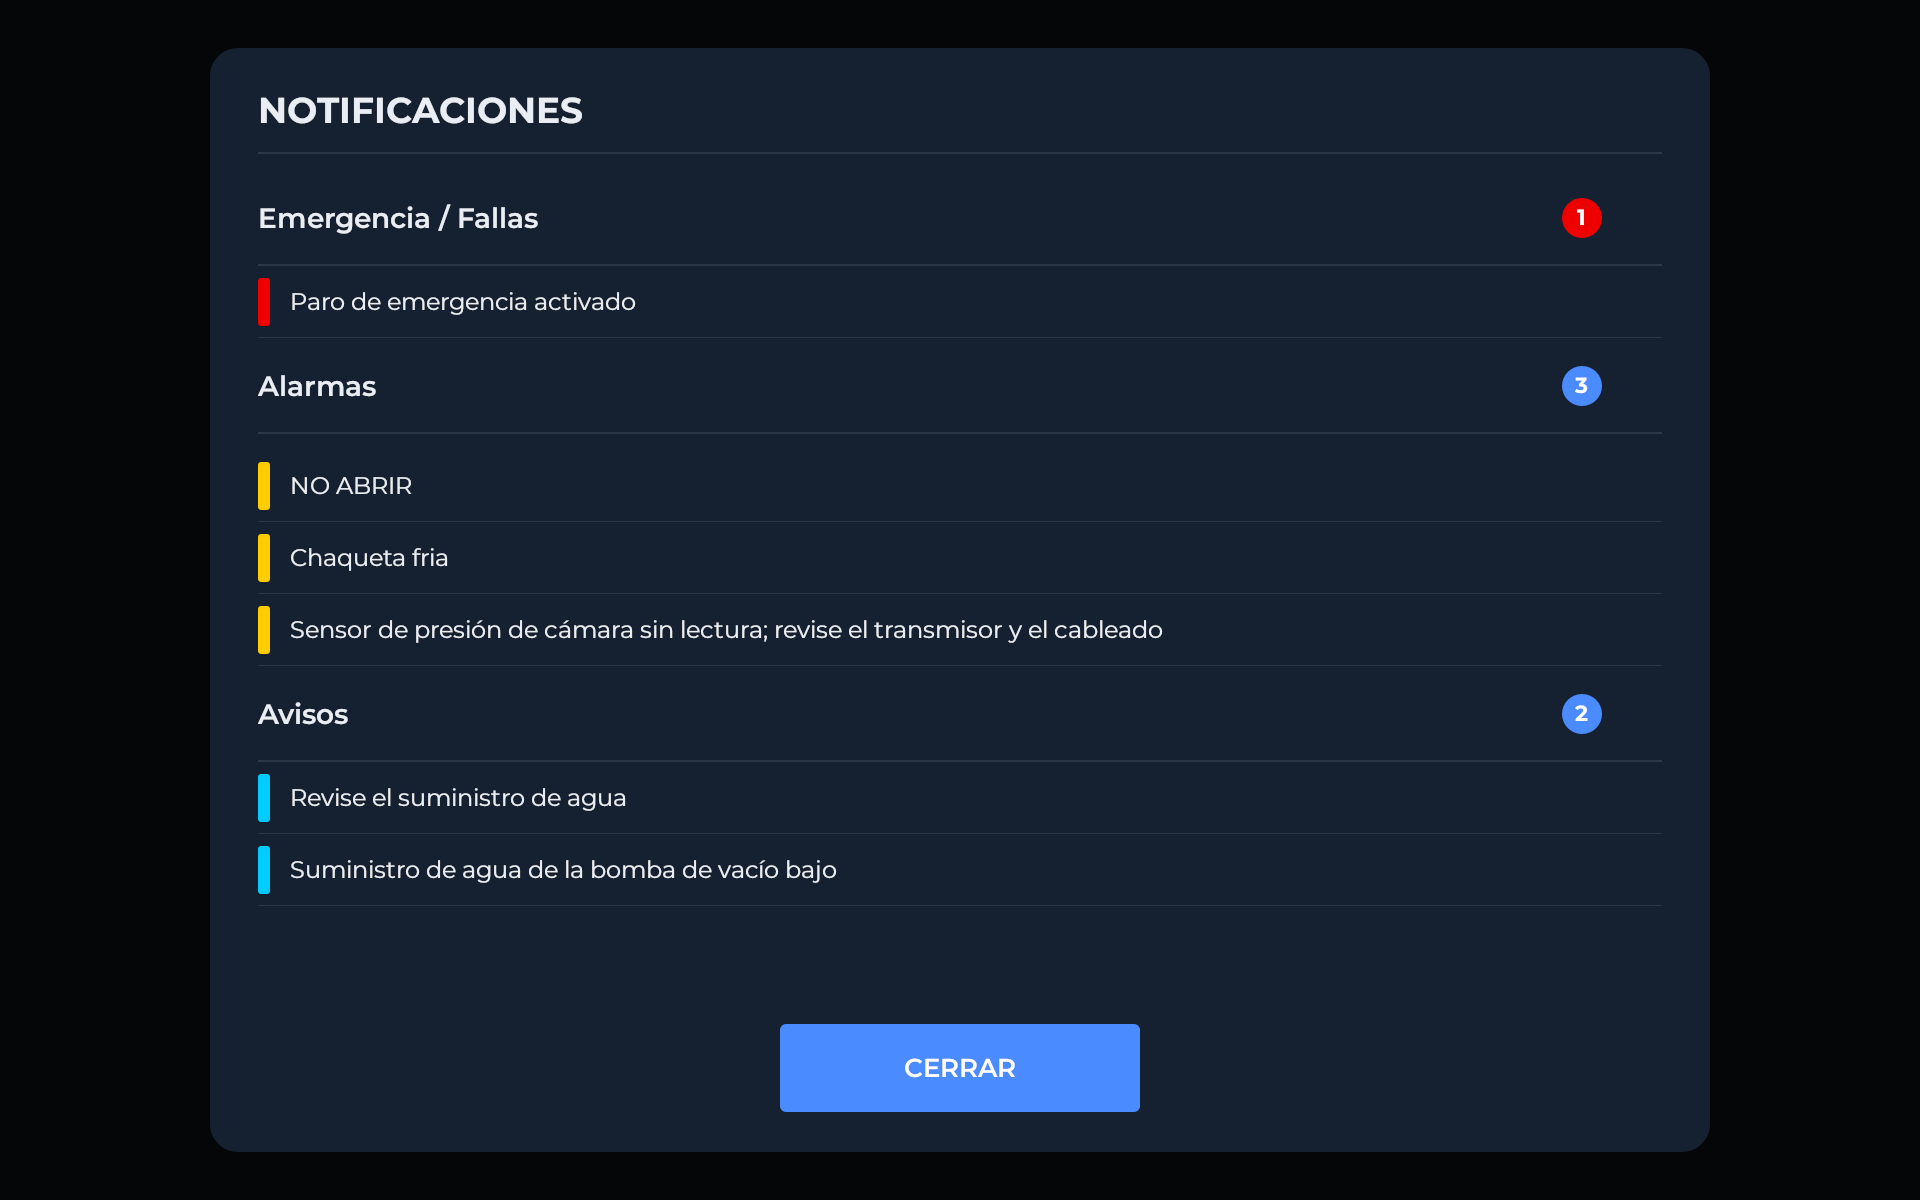 NOTIFICACIONES
Emergencia / Fallas
1
Paro de emergencia activado
Alarmas
3
NO ABRIR
Chaqueta fria
Sensor de presión de cámara sin lectura; revise el transmisor y el cableado
Avisos
2
Revise el suministro de agua
Suministro de agua de la bomba de vacío bajo
CERRAR